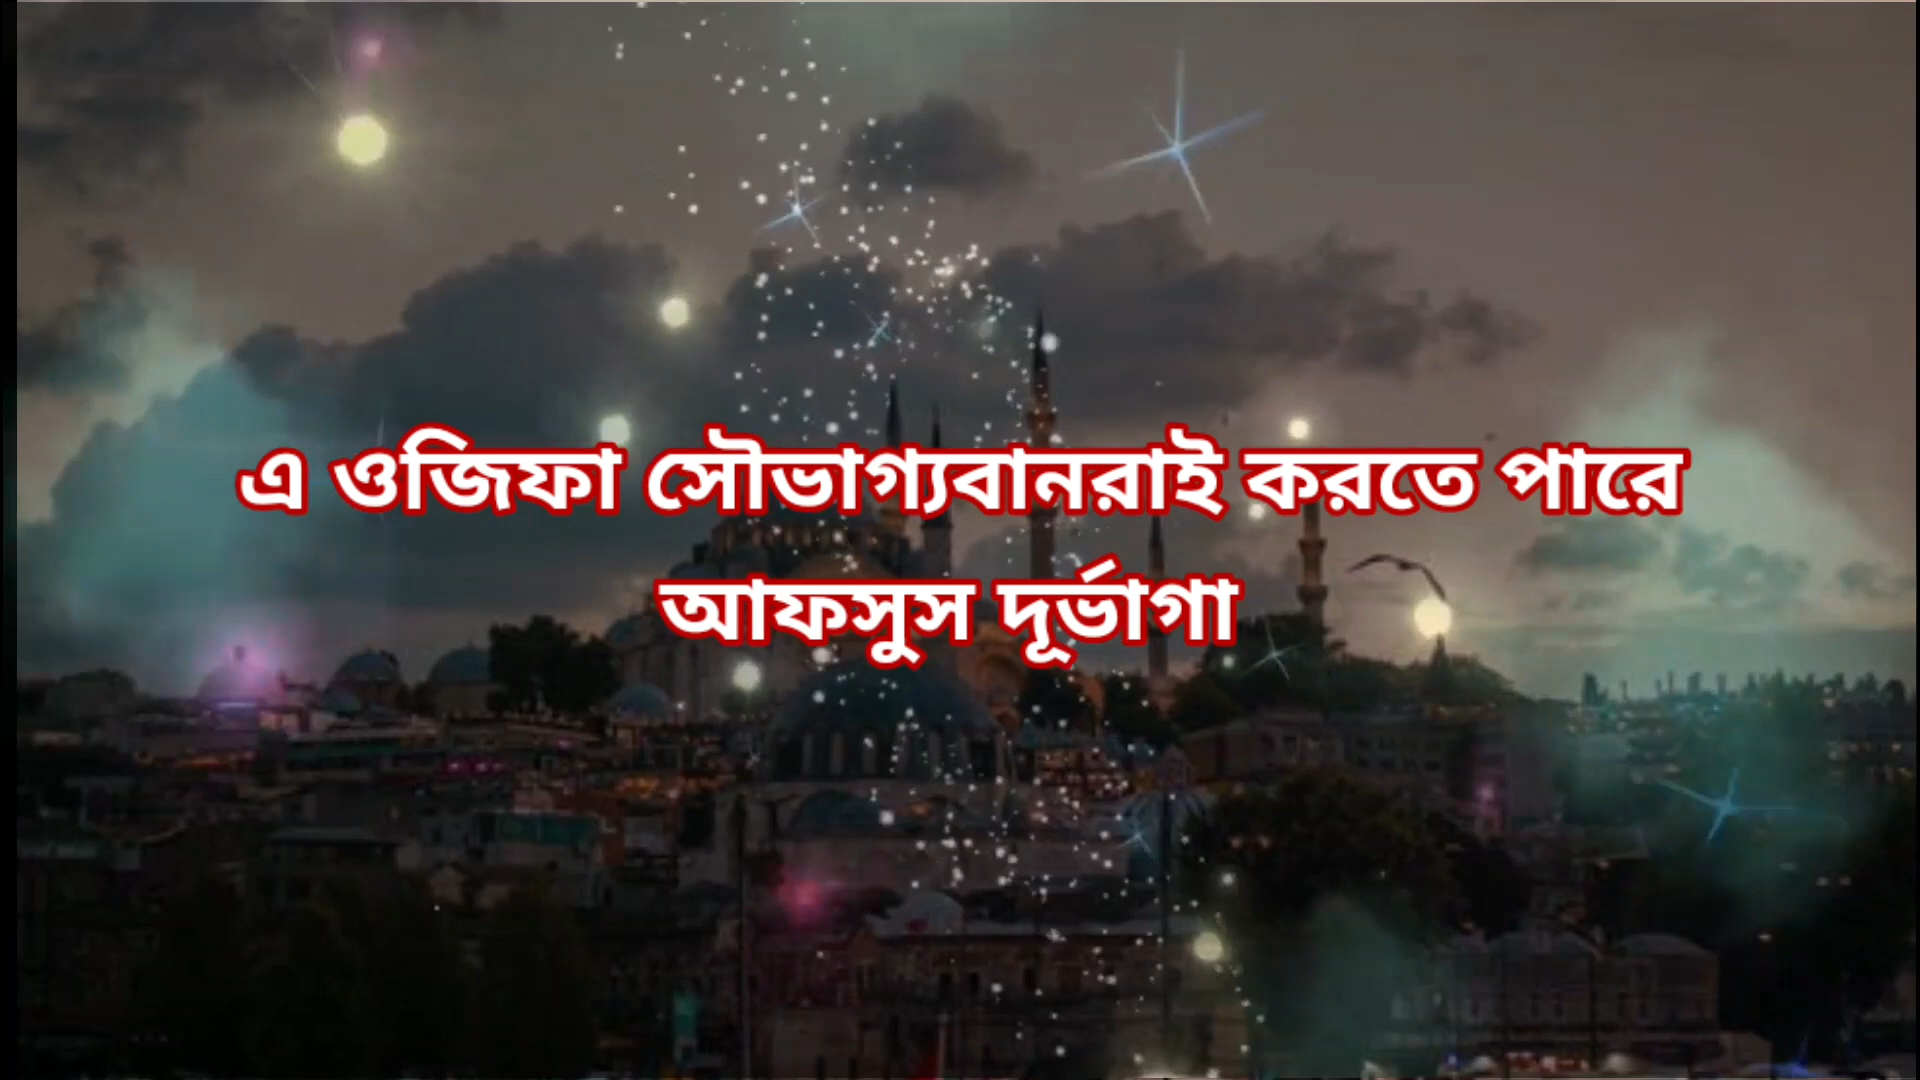 এ ওজিফা সৌভাগ্যবানরাই করতে পারে
আফসুস দূর্ভাগা